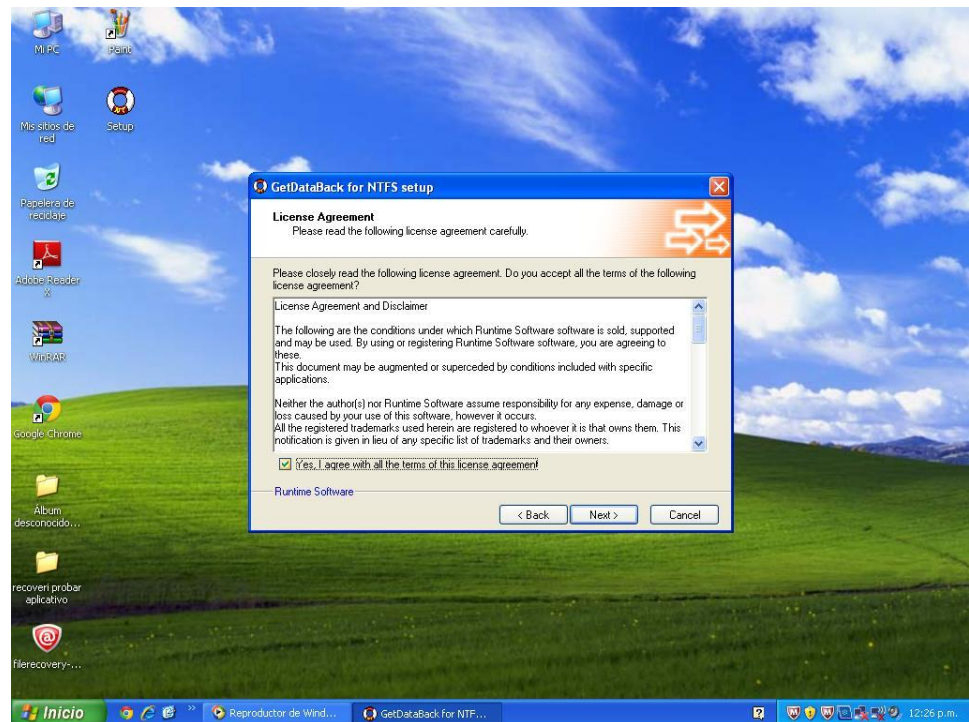 Mi PC
Paint
Mis sitios de
red
Setup
Papelera de
reciclaje
Adobe Reader
X
WinRAR
Google Chrome
Álbum
desconocido...
recoveri probar
aplicativo
filerecovery-...
GetDataBack for NTFS setup
License Agreement
Please read the following license agreement carefully.
Please closely read the following license agreement. Do you accept all the terms of the following
license agreement?
License Agreement and Disclaimer
The following are the conditions under which Runtime Software software is sold, supported
and may be used. By using or registering Runtime Software software, you are agreeing to
these.
This document may be augmented or superceded by conditions included with specific
applications.
Neither the author(s) nor Runtime Software assume responsibility for any expense, damage or
loss caused by your use of this software, however it occurs.
All the registered trademarks used herein are registered to whoever it is that owns them. This
notification is given in lieu of any specific list of trademarks and their owners.
Yes, I agree with all the terms of this license agreement
Runtime Software
< Back
Next >
Cancel
Inicio
Reproductor de Wind...
GetDataBack for NTF...
12:26 p.m.